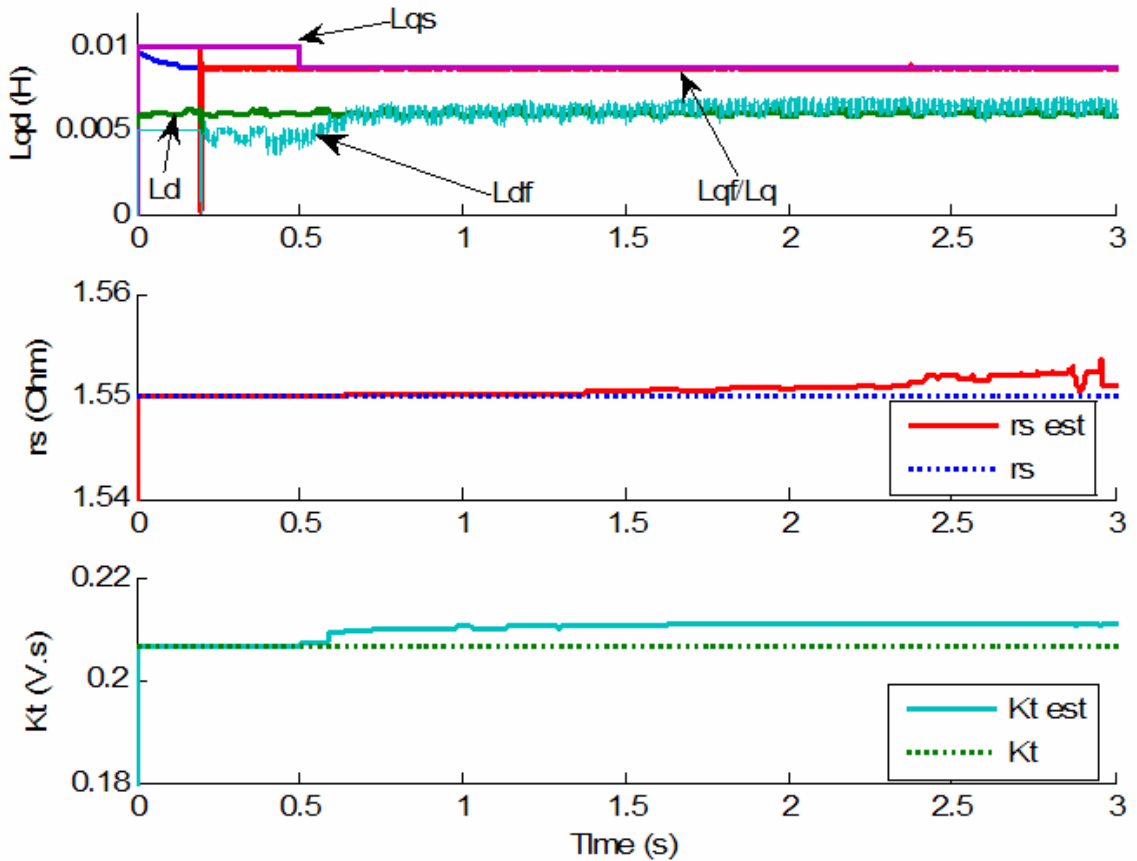 Lqs
0.01
Lqd (H)
0.005
Ld
Ldf
Lqf/Lq
0
0 0.5 1 1.5 2 2.5 3
1.56
rs (Ohm)
1.55
rs est
rs
1.54
0 0.5 1 1.5 2 2.5 3
0.22
Kt (V.s)
0.2
Kt est
Kt
0.18
0 0.5 1 1.5 2 2.5 3
TIme (s)